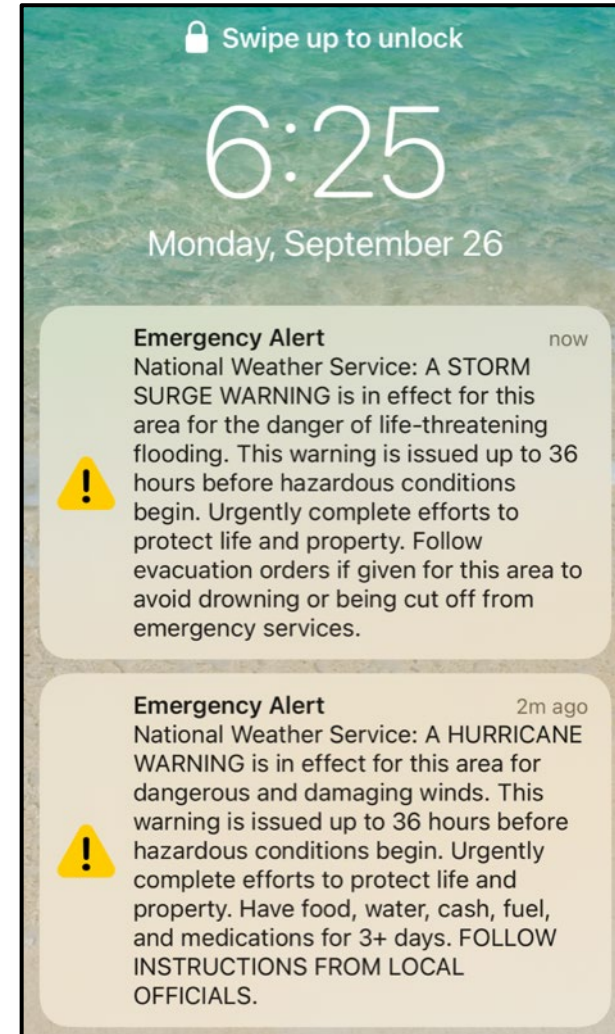 Swipe up to unlock
6:25
Monday, September 26
Emergency Alert now
National Weather Service: A STORM
SURGE WARNING is in effect for this
area for the danger of life-threatening
flooding. This warning is issued up to 36
hours before hazardous conditions
begin. Urgently complete efforts to
protect life and property. Follow
evacuation orders if given for this area to
avoid drowning or being cut off from
emergency services.
Emergency Alert 2m ago
National Weather Service: A HURRICANE
WARNING is in effect for this area for
dangerous and damaging winds. This
warning is issued up to 36 hours before
hazardous conditions begin. Urgently
complete efforts to protect life and
property. Have food, water, cash, fuel,
and medications for 3+ days. FOLLOW
INSTRUCTIONS FROM LOCAL
OFFICIALS.